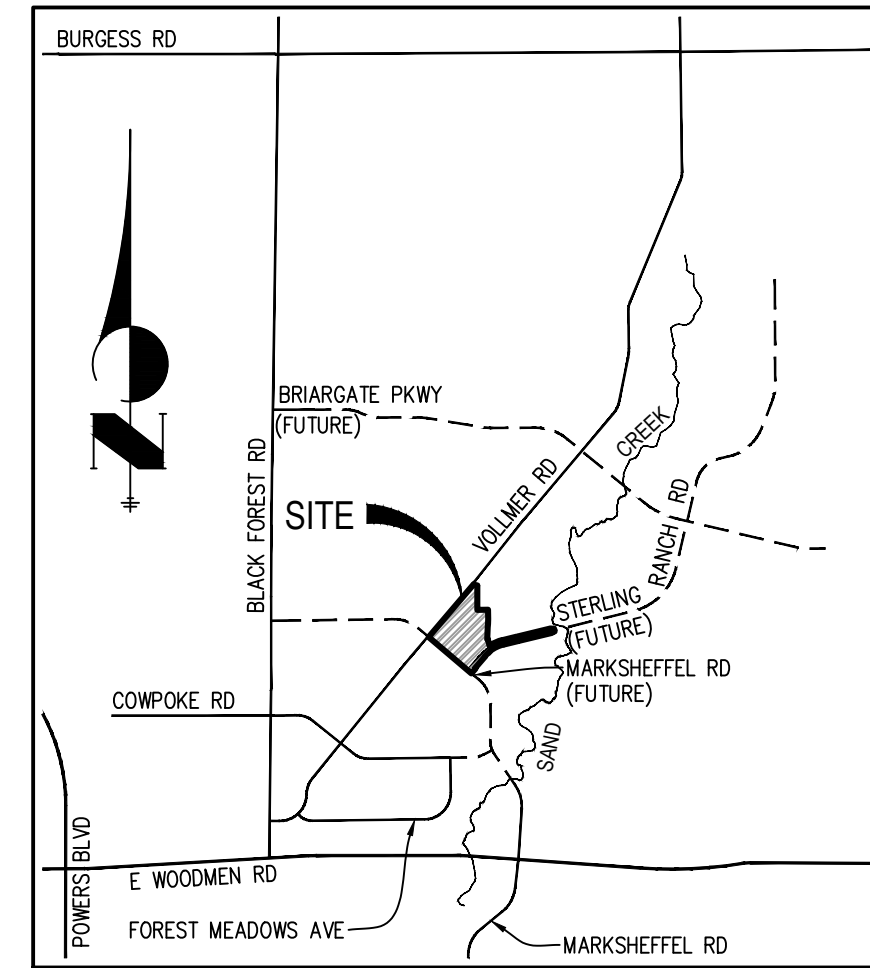 BURGESS RD
N
BRIARGATE PKWY
(FUTURE)
CREEK
BLACK FOREST RD
VOLLMER RD
RANCH RD
SITE
STERLING
(FUTURE)
MARKSHEFFEL RD
(FUTURE)
COWPOKE RD
SAND
POWERS BLVD
E WOODMEN RD
FOREST MEADOWS AVE
MARKSHEFFEL RD